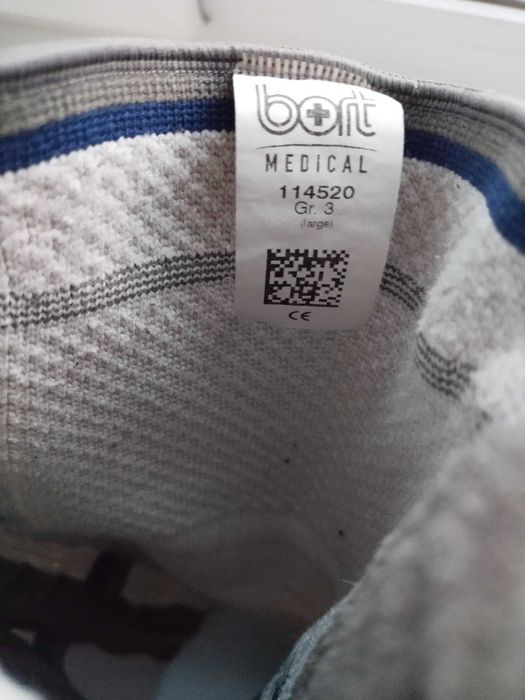 bort
MEDICAL
114520
Gr. 3
(large)
CE